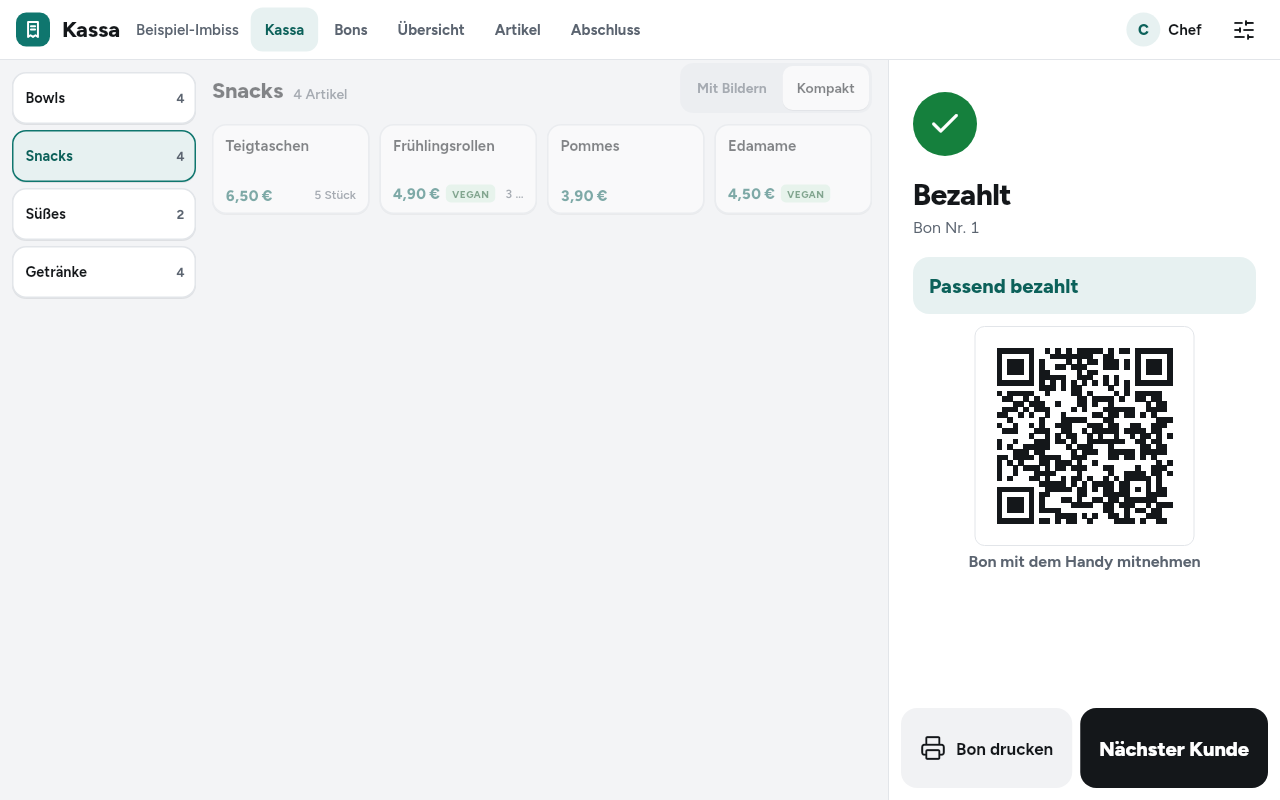 Kassa Beispiel-Imbiss Kassa Bons Übersicht Artikel Abschluss C Chef
Bowls 4
Snacks 4
Süßes 2
Getränke 4
Snacks 4 Artikel Mit Bildern Kompakt
Teigtaschen
6,50 € 5 Stück
Frühlingsrollen
4,90 € VEGAN 3 ...
Pommes
3,90 €
Edamame
4,50 € VEGAN
Bezahlt
Bon Nr. 1
Passend bezahlt
Bon mit dem Handy mitnehmen
Bon drucken
Nächster Kunde